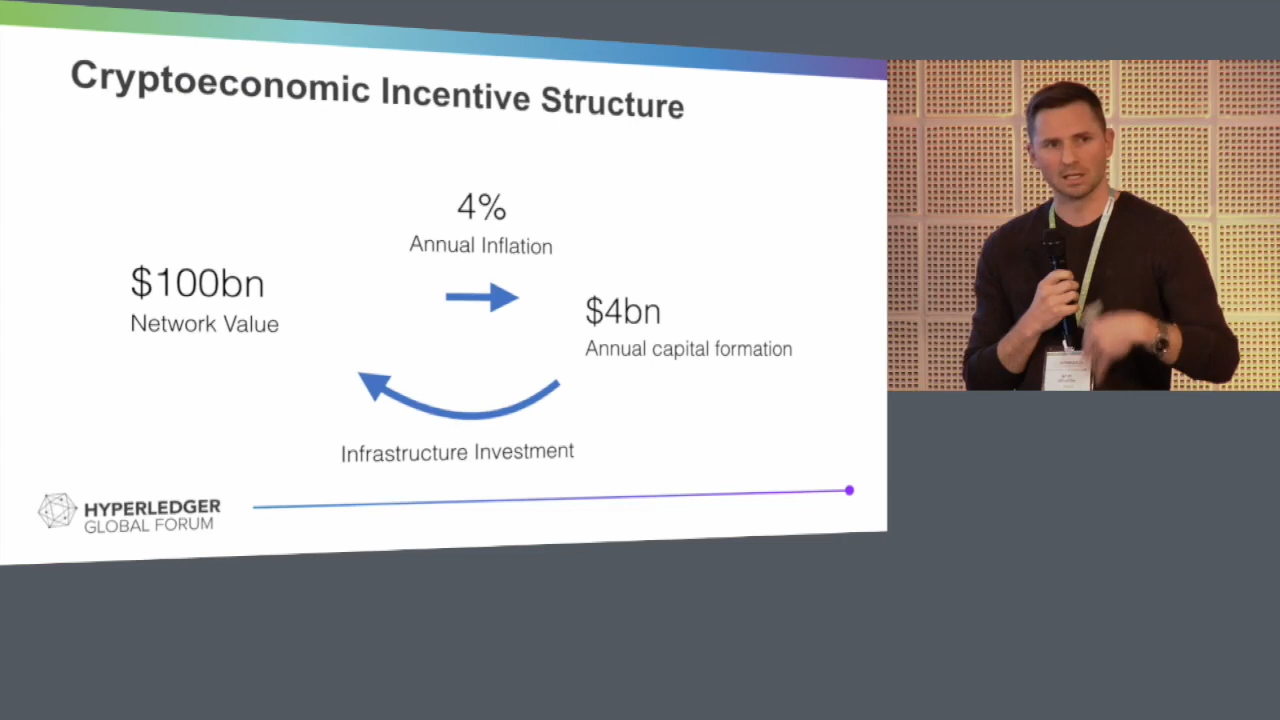 Cryptoeconomic Incentive Structure
4%
Annual Inflation
$100bn
Network Value
$4bn
Annual capital formation
Infrastructure Investment
HYPERLEDGER
GLOBAL FORUM